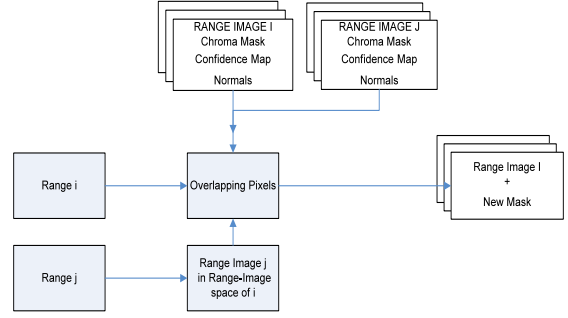 RANGE IMAGE I
Chroma Mask
Confidence Map
Normals
RANGE IMAGE J
Chroma Mask
Confidence Map
Normals
Range i
Overlapping Pixels
Range Image I
+
New Mask
Range j
Range Image j
in Range-Image
space of i